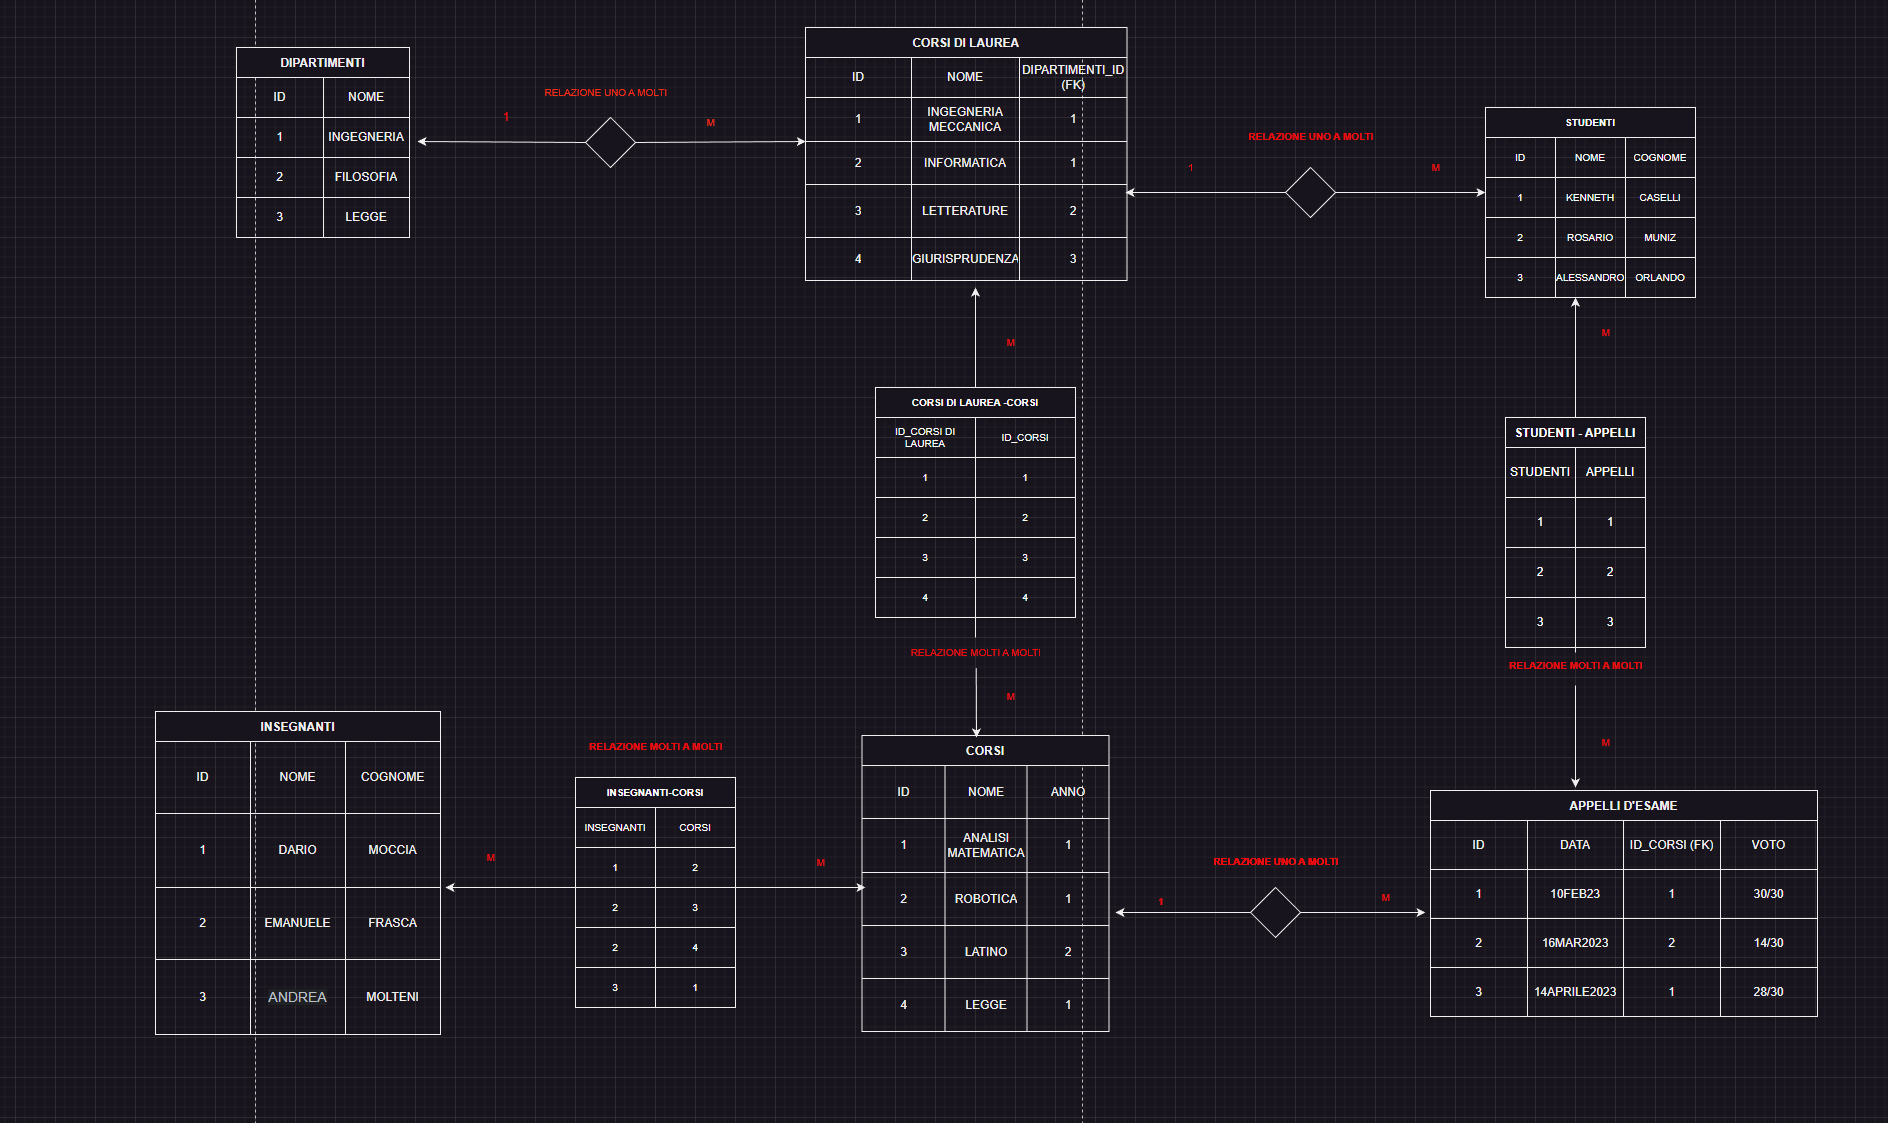 DIPARTIMENTI
ID NOME
1 INGEGNERIA
2 FILOSOFIA
3 LEGGE
RELAZIONE UNO A MOLTI
1
M
CORSI DI LAUREA
ID NOME DIPARTIMENTI_ID
(FK)
1 INGEGNERIA
MECCANICA 1
2 INFORMATICA 1
3 LETTERATURE 2
4 GIURISPRUDENZA 3
RELAZIONE UNO A MOLTI
1
M
STUDENTI
ID NOME COGNOME
1 KENNETH CASELLI
2 ROSARIO MUNIZ
3 ALESSANDRO ORLANDO
M
CORSI DI LAUREA -CORSI
ID_CORSI DI
LAUREA ID_CORSI
1 1
2 2
3 3
4 4
RELAZIONE MOLTI A MOLTI
M
M
STUDENTI - APPELLI
STUDENTI APPELLI
1 1
2 2
3 3
RELAZIONE MOLTI A MOLTI
M
INSEGNANTI
ID NOME COGNOME
1 DARIO MOCCIA
2 EMANUELE FRASCA
3 ANDREA MOLTENI
RELAZIONE MOLTI A MOLTI
INSEGNANTI-CORSI
INSEGNANTI CORSI
1 2
2 3
2 4
3 1
M
M
CORSI
ID NOME ANNO
1 ANALISI
MATEMATICA 1
2 ROBOTICA 1
3 LATINO 2
4 LEGGE 1
RELAZIONE UNO A MOLTI
1
M
APPELLI D'ESAME
ID DATA ID_CORSI (FK) VOTO
1 10FEB23 1 30/30
2 16MAR2023 2 14/30
3 14APRILE2023 1 28/30